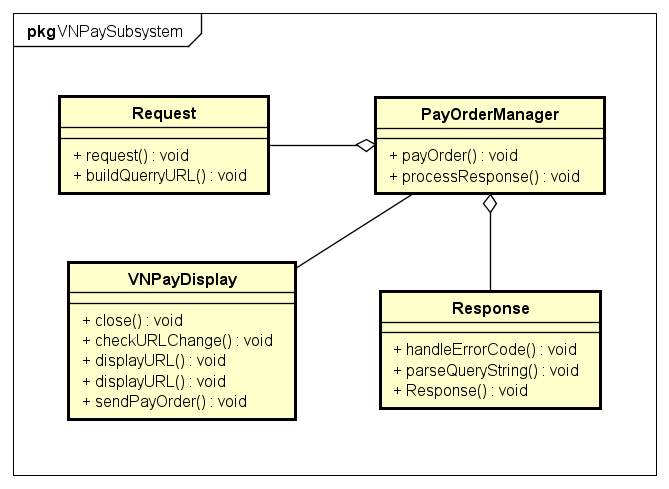 pkg VNPaySubsystem
Request
+ request() : void
+ buildQuerryURL() : void
PayOrderManager
+ payOrder() : void
+ processResponse() : void
VNPayDisplay
+ close() : void
+ checkURLChange() : void
+ displayURL() : void
+ displayURL() : void
+ sendPayOrder() : void
Response
+ handleErrorCode() : void
+ parseQueryString() : void
+ Response() : void